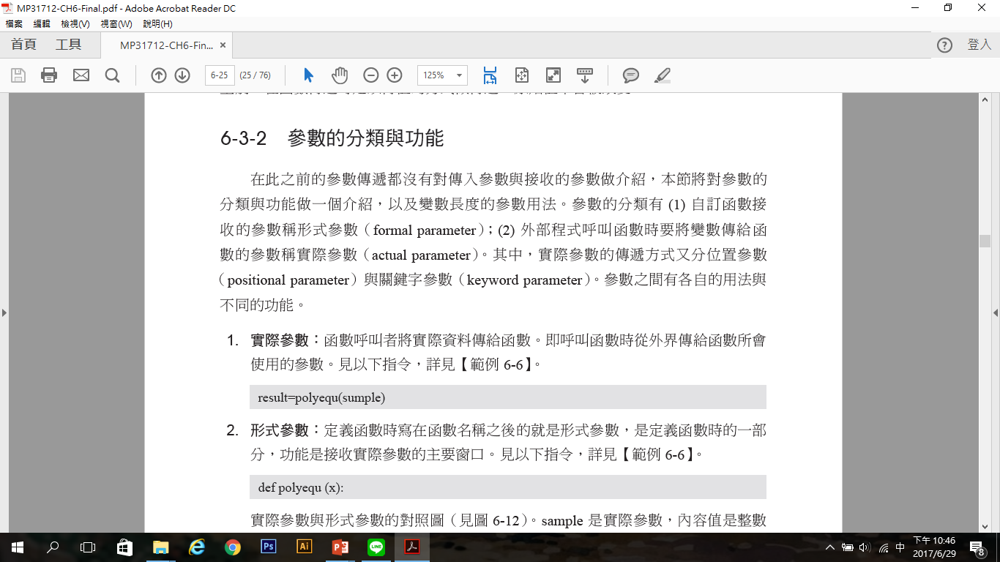 MP31712-CH6-Final.pdf - Adobe Acrobat Reader DC
檔案 編輯 檢視(V) 視窗(W) 說明(H)
首頁 工具 MP31712-CH6-Fin... × 登入
6-25 (25 / 76) 125%
6-3-2 參數的分類與功能
在此之前的參數傳遞都沒有對傳入參數與接收的參數做介紹，本節將對參數的
分類與功能做一個介紹，以及變數長度的參數用法。參數的分類有 (1) 自訂函數接
收的參數稱形式參數（formal parameter）；(2) 外部程式呼叫函數時要將變數傳給函
數的參數稱實際參數（actual parameter）。其中，實際參數的傳遞方式又分位置參數
（positional parameter）與關鍵字參數（keyword parameter）。參數之間有各自的用法與
不同的功能。
1. 實際參數：函數呼叫者將實際資料傳給函數。即呼叫函數時從外界傳給函數所會
使用的參數。見以下指令，詳見【範例 6-6】。
result=polyequ(sumple)
2. 形式參數：定義函數時寫在函數名稱之後的就是形式參數，是定義函數時的一部
分，功能是接收實際參數的主要窗口。見以下指令，詳見【範例 6-6】。
def polyequ (x):
實際參數與形式參數的對照圖（見圖 6-12）。sample 是實際參數，內容值是整數
Ps Ai LINE 中 下午 10:46
2017/6/29 8